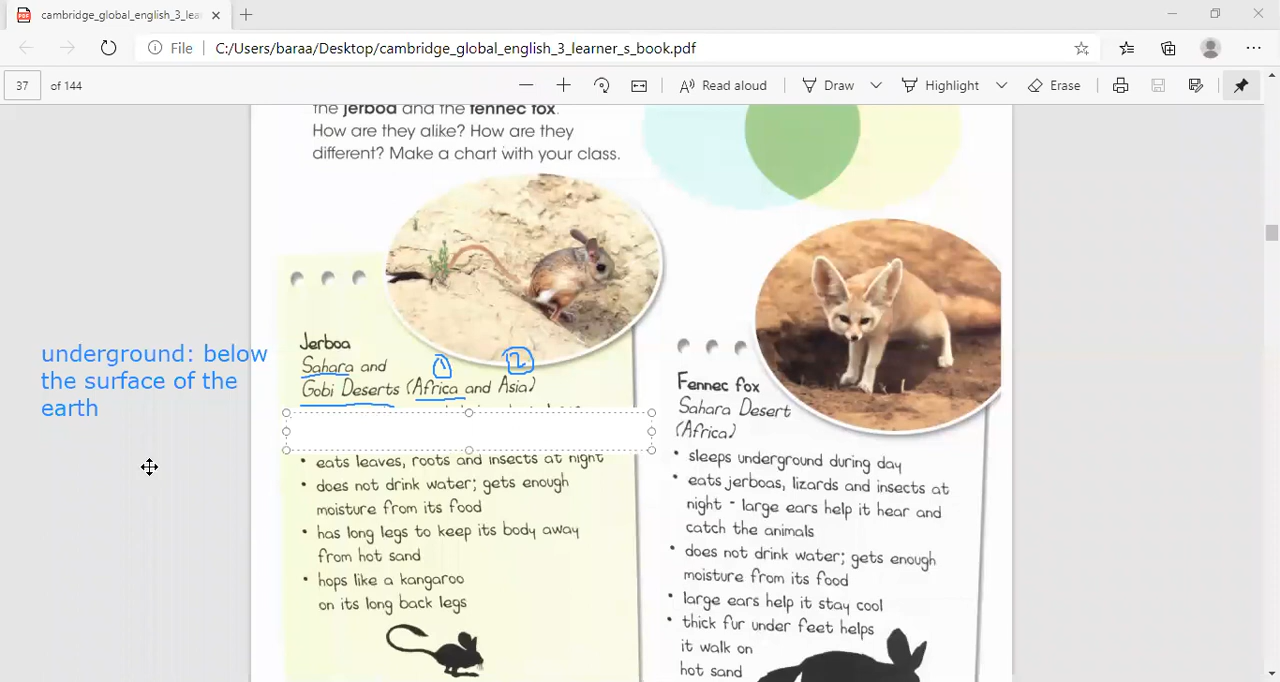 cambridge_global_english_3_lea
File
C:/Users/baraa/Desktop/cambridge_global_english_3_learner_s_book.pdf
37 of 144
Read aloud
Draw
Highlight
Erase
the jerboa and the fennec fox.
How are they alike? How are they
different? Make a chart with your class.
Jerboa
Sahara and
Gobi Deserts (Africa and Asia)
1
2
• eats leaves, roots and insects at night
• does not drink water; gets enough
moisture from its food
• has long legs to keep its body away
from hot sand
• hops like a kangaroo
on its long back legs
underground: below
the surface of the
earth
Fennec fox
Sahara Desert
(Africa)
• sleeps underground during day
• eats jerboas, lizards and insects at
night - large ears help it hear and
catch the animals
• does not drink water; gets enough
moisture from its food
• large ears help it stay cool
• thick fur under feet helps
it walk on
hot sand